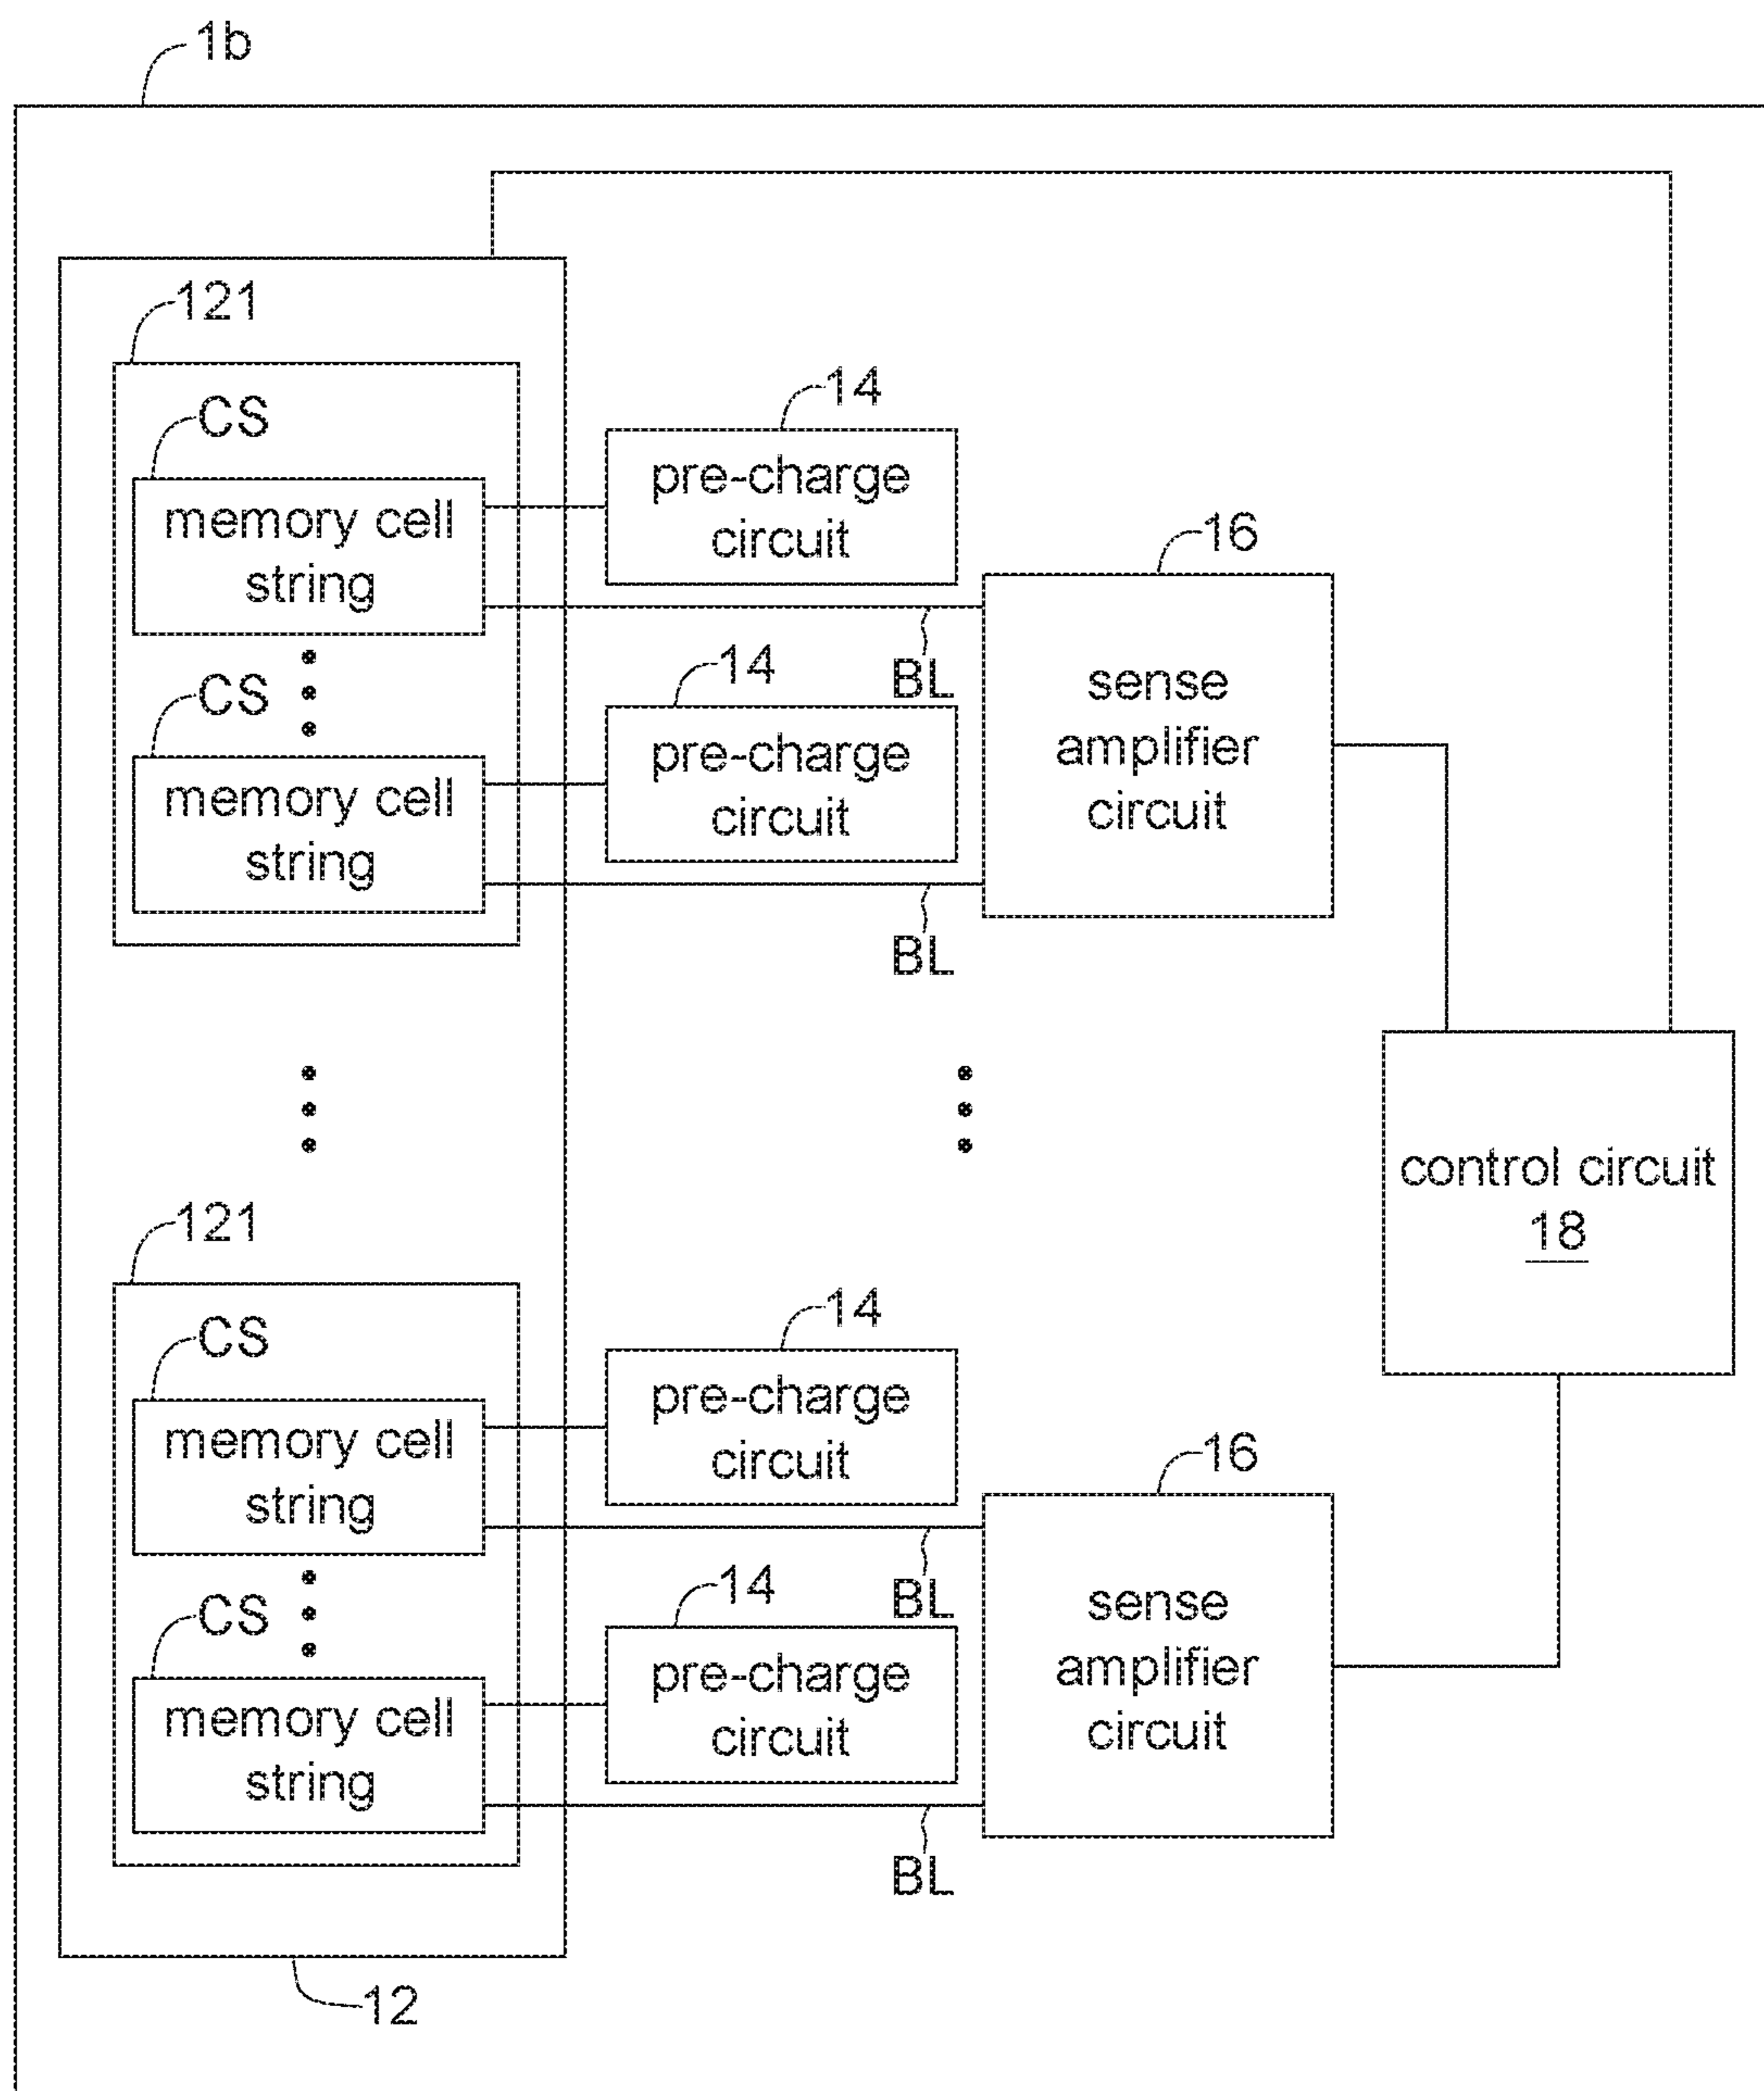 1b
121
CS
14
memory cell
string
pre-charge
circuit
16
BL
CS
14
sense
amplifier
circuit
memory cell
string
pre-charge
circuit
BL
control circuit
18
121
CS
14
memory cell
string
pre-charge
circuit
16
BL
CS
14
sense
amplifier
circuit
memory cell
string
pre-charge
circuit
BL
12